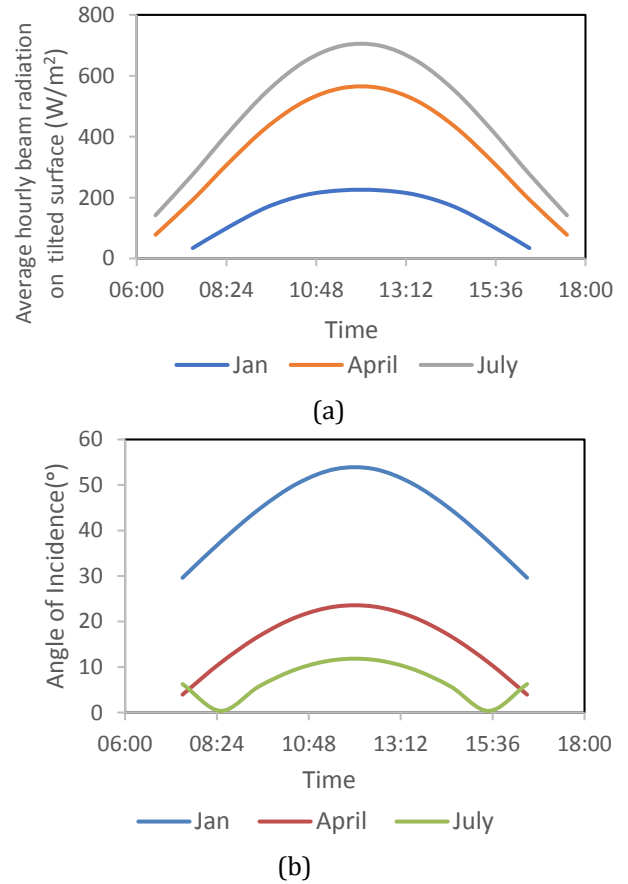 800
600
400
200
0
Average hourly beam radiation
on tilted surface (W/m²)
06:00 08:24 10:48 13:12 15:36 18:00
Time
Jan April July
(a)
60
50
40
30
20
10
0
Angle of Incidence(°)
06:00 08:24 10:48 13:12 15:36 18:00
Time
Jan April July
(b)